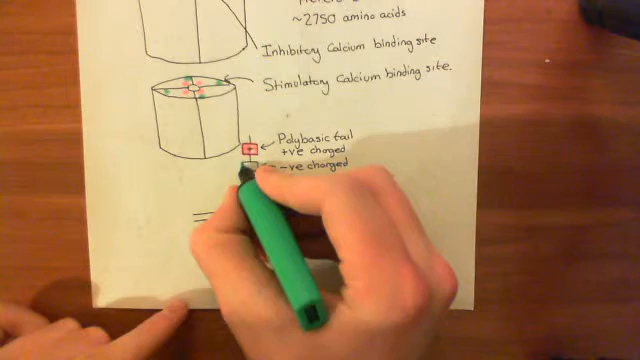 ~2750 amino acids
Inhibitory Calcium binding site
Stimulatory Calcium binding site.
Polybasic tail
+ve charged
-ve charged